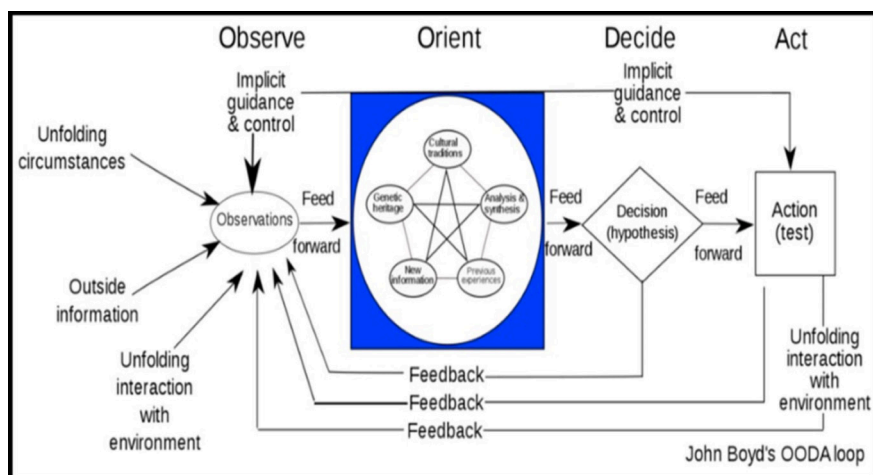 Observe
Orient
Decide
Act
Implicit
guidance
& control
Implicit
guidance
& control
Unfolding
circumstances
Observations
Outside
information
Unfolding
interaction
with
environment
Feed
forward
Cultural
traditions
Genetic
heritage
Analysis &
synthesis
New
information
Previous
experiences
Feed
forward
Decision
(hypothesis)
Feed
forward
Action
(test)
Unfolding
interaction
with
environment
Feedback
Feedback
Feedback
John Boyd's OODA loop